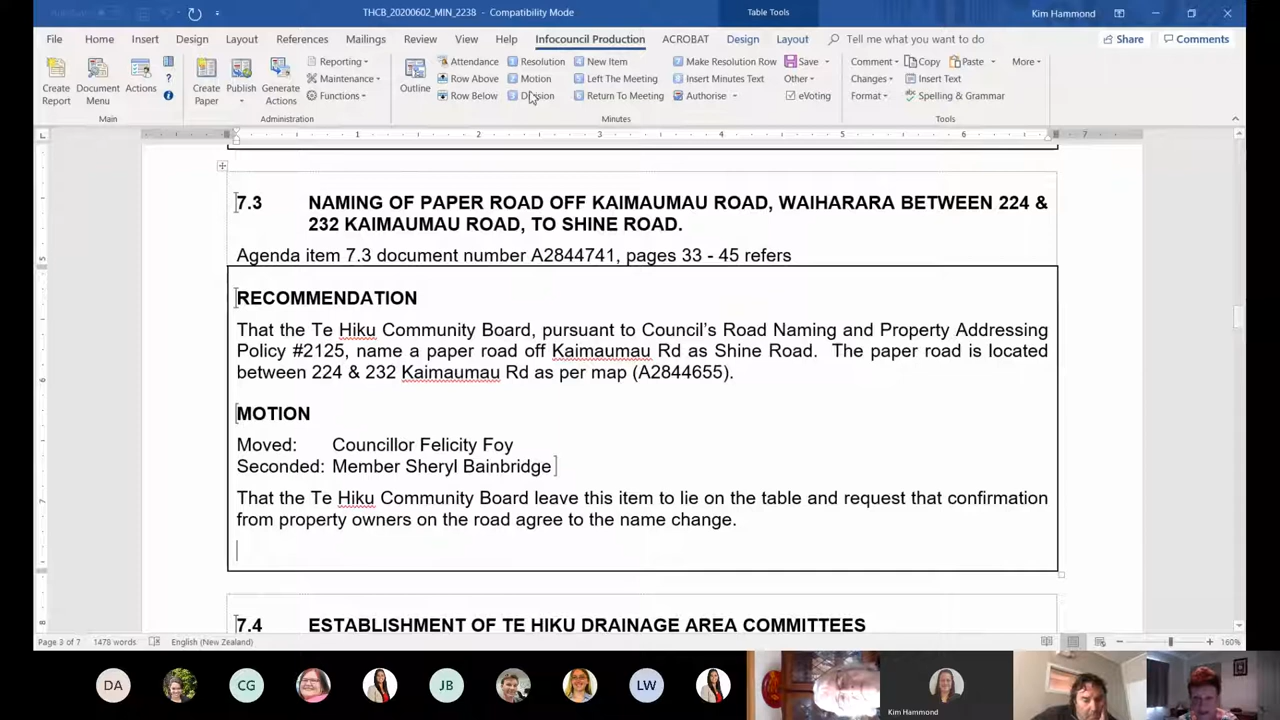 THCB_20200602_MIN_2238 - Compatibility Mode
Table Tools
Kim Hammond
File Home Insert Design Layout References Mailings Review View Help Infocouncil Production ACROBAT Design Layout Tell me what you want to do Share Comments
Create Report
Document Menu
Actions
Main
Create Paper
Publish
Generate Actions
Reporting
Maintenance
Functions
Administration
Outline
Attendance
Row Above
Row Below
Resolution
Motion
Division
New Item
Left The Meeting
Return To Meeting
Make Resolution Row
Insert Minutes Text
Authorise
Save
Other
eVoting
Minutes
Comment
Changes
Format
Copy
Paste
Insert Text
Spelling & Grammar
More
Tools
1 2 3 4 5 6 7
7.3 NAMING OF PAPER ROAD OFF KAIMAUMAU ROAD, WAIHARARA BETWEEN 224 &
232 KAIMAUMAU ROAD, TO SHINE ROAD.
Agenda item 7.3 document number A2844741, pages 33 - 45 refers
RECOMMENDATION
That the Te Hiku Community Board, pursuant to Council's Road Naming and Property Addressing
Policy #2125, name a paper road off Kaimaumau Rd as Shine Road. The paper road is located
between 224 & 232 Kaimaumau Rd as per map (A2844655).
MOTION
Moved: Councillor Felicity Foy
Seconded: Member Sheryl Bainbridge
That the Te Hiku Community Board leave this item to lie on the table and request that confirmation
from property owners on the road agree to the name change.
7.4 ESTABLISHMENT OF TE HIKU DRAINAGE AREA COMMITTEES
Page 3 of 7 1478 words English (New Zealand) 160%
DA CG JB LW
Kim Hammond